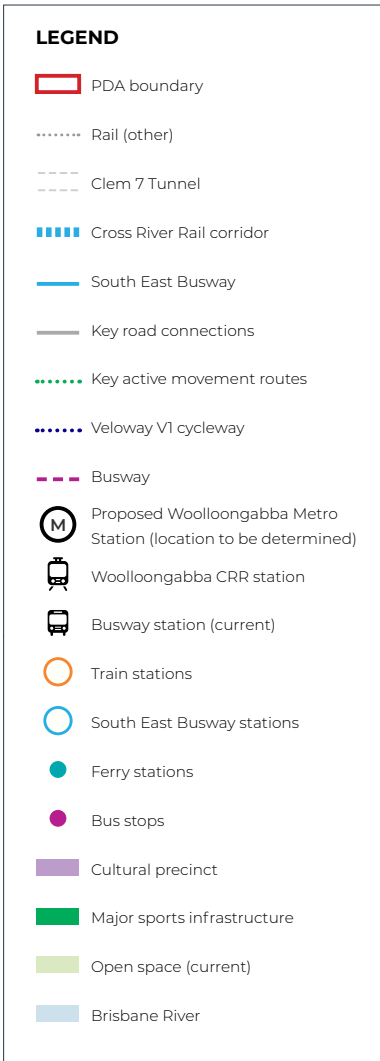 LEGEND
PDA boundary
Rail (other)
Clem 7 Tunnel
Cross River Rail corridor
South East Busway
Key road connections
Key active movement routes
Veloway V1 cycleway
Busway
M
Proposed Woolloongabba Metro
Station (location to be determined)
Woolloongabba CRR station
Busway station (current)
Train stations
South East Busway stations
Ferry stations
Bus stops
Cultural precinct
Major sports infrastructure
Open space (current)
Brisbane River